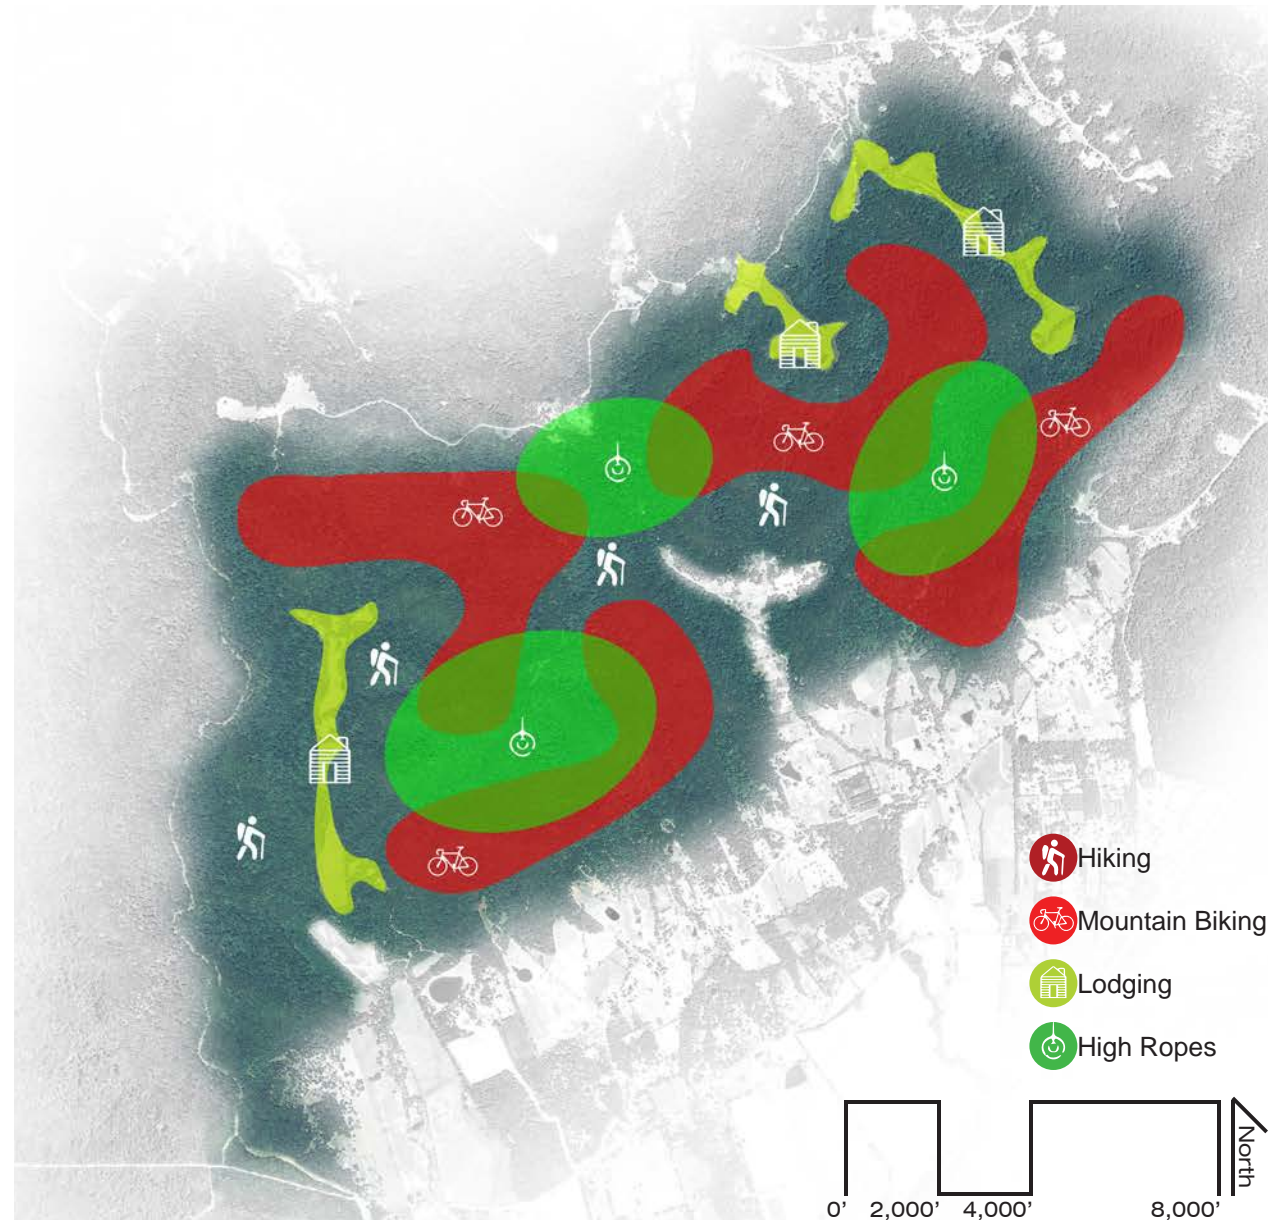 Hiking
Mountain Biking
Lodging
High Ropes
North
0' 2,000' 4,000' 8,000'